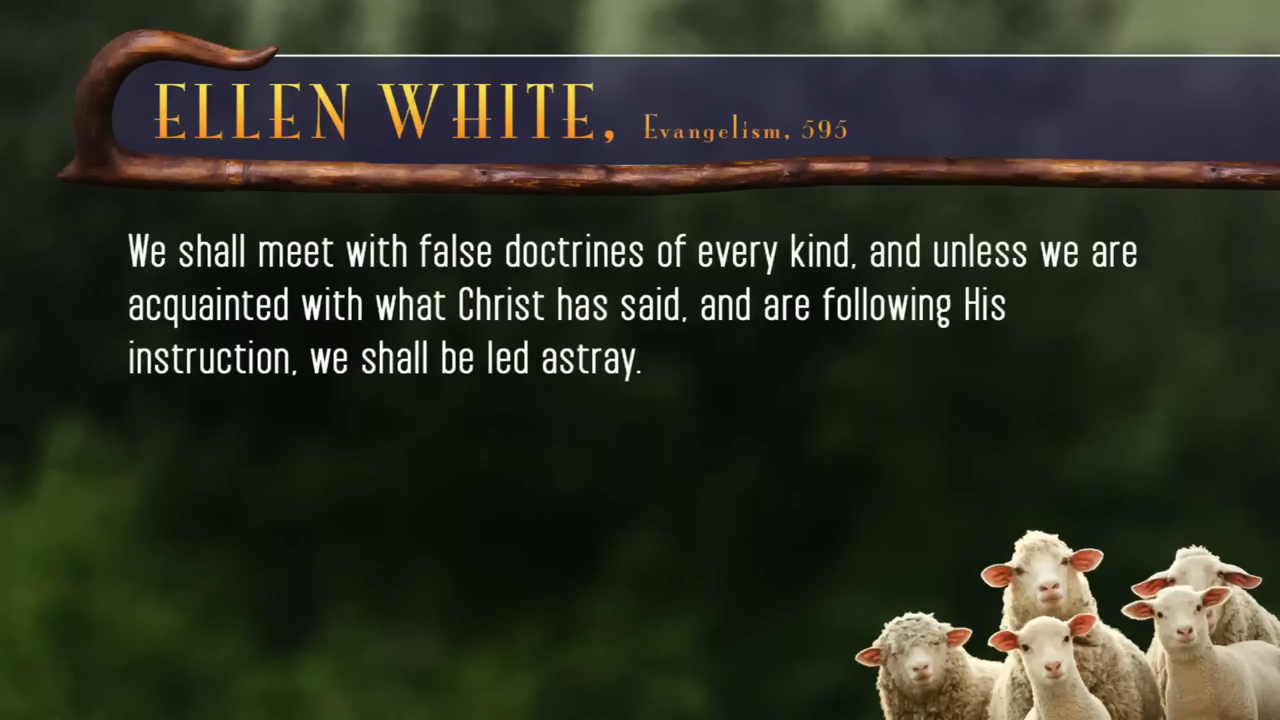 ELLEN WHITE, Evangelism, 595
We shall meet with false doctrines of every kind, and unless we are
acquainted with what Christ has said, and are following His
instruction, we shall be led astray.